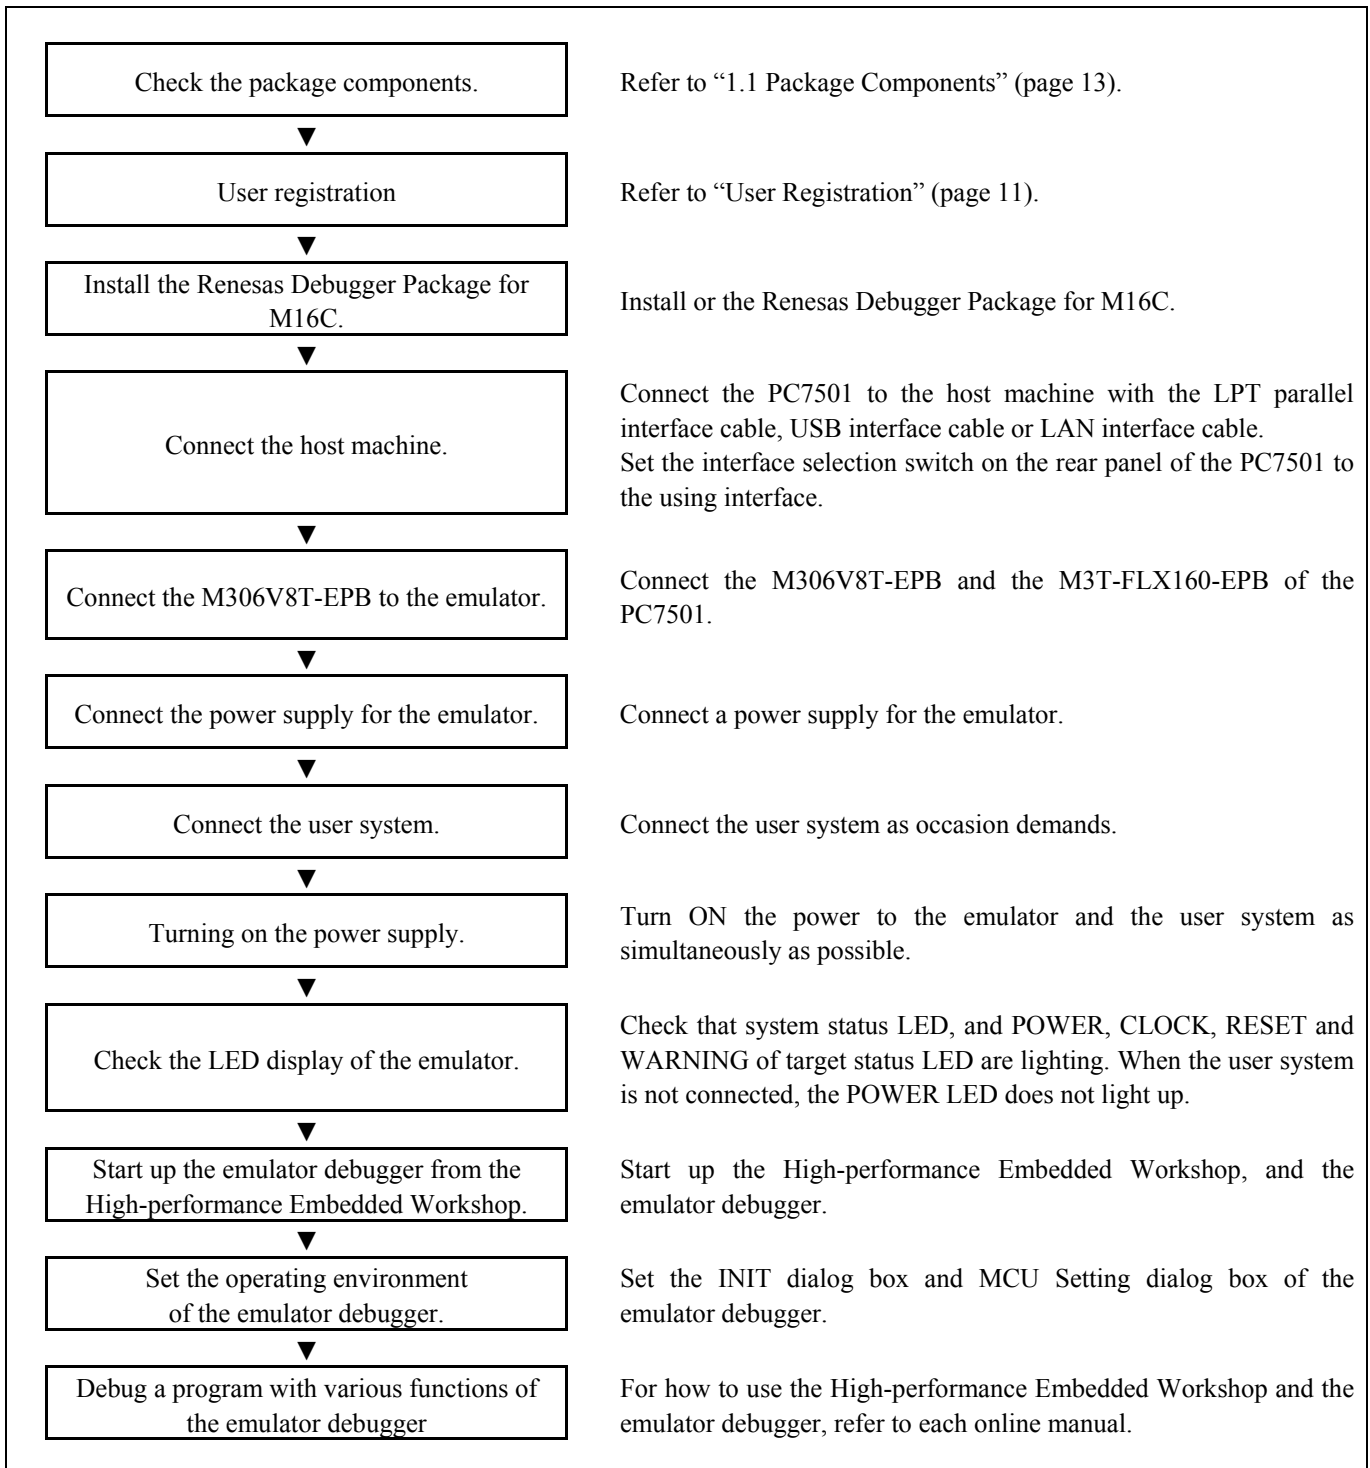 Check the package components.
Refer to “1.1 Package Components” (page 13).
▼
User registration
Refer to “User Registration” (page 11).
▼
Install the Renesas Debugger Package for
M16C.
Install or the Renesas Debugger Package for M16C.
▼
Connect the host machine.
Connect the PC7501 to the host machine with the LPT parallel
interface cable, USB interface cable or LAN interface cable.
Set the interface selection switch on the rear panel of the PC7501 to
the using interface.
▼
Connect the M306V8T-EPB to the emulator.
Connect the M306V8T-EPB and the M3T-FLX160-EPB of the
PC7501.
▼
Connect the power supply for the emulator.
Connect a power supply for the emulator.
▼
Connect the user system.
Connect the user system as occasion demands.
▼
Turning on the power supply.
Turn ON the power to the emulator and the user system as
simultaneously as possible.
▼
Check the LED display of the emulator.
Check that system status LED, and POWER, CLOCK, RESET and
WARNING of target status LED are lighting. When the user system
is not connected, the POWER LED does not light up.
▼
Start up the emulator debugger from the
High-performance Embedded Workshop.
Start up the High-performance Embedded Workshop, and the
emulator debugger.
▼
Set the operating environment
of the emulator debugger.
Set the INIT dialog box and MCU Setting dialog box of the
emulator debugger.
▼
Debug a program with various functions of
the emulator debugger
For how to use the High-performance Embedded Workshop and the
emulator debugger, refer to each online manual.